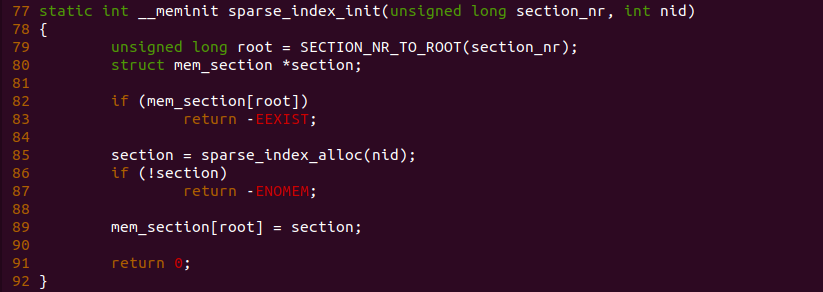 77 static int __meminit sparse_index_init(unsigned long section_nr, int nid)
78 {
79         unsigned long root = SECTION_NR_TO_ROOT(section_nr);
80         struct mem_section *section;
81
82         if (mem_section[root])
83                 return -EEXIST;
84
85         section = sparse_index_alloc(nid);
86         if (!section)
87                 return -ENOMEM;
88
89         mem_section[root] = section;
90
91         return 0;
92 }